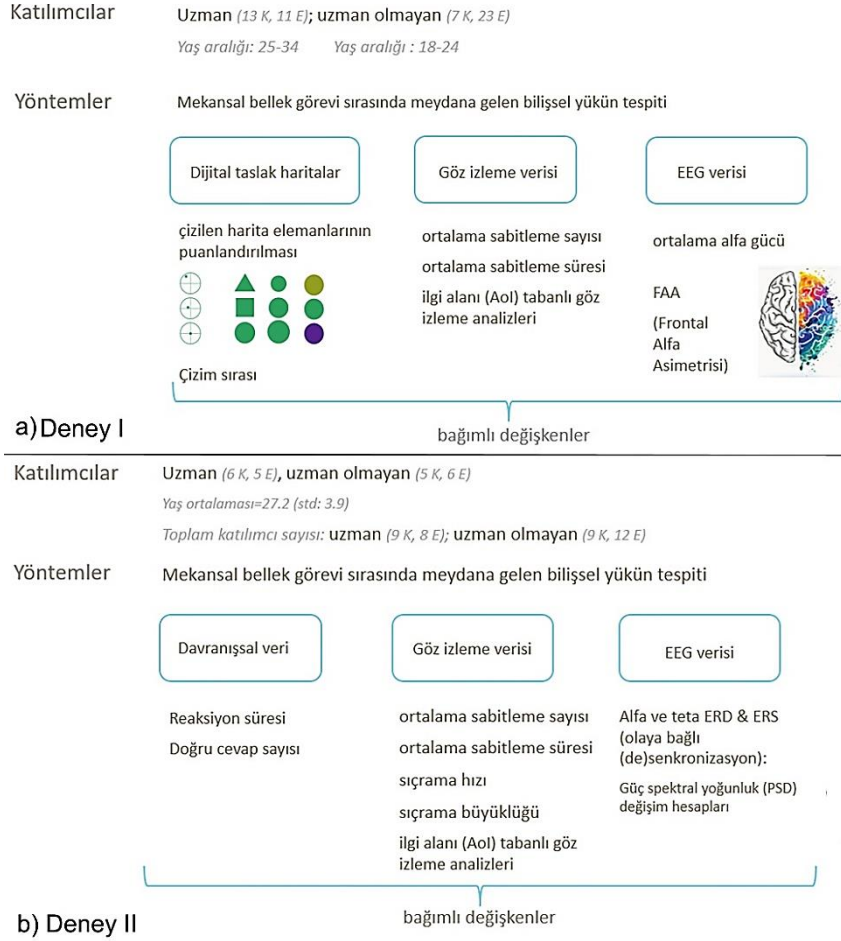 Katılımcılar
Uzman (13 K, 11 E); uzman olmayan (7 K, 23 E)
Yaş aralığı: 25-34 Yaş aralığı : 18-24
Yöntemler
Mekansal bellek görevi sırasında meydana gelen bilişsel yükün tespiti
Dijital taslak haritalar
çizilen harita elemanlarının
puanlandırılması
Çizim sırası
Göz izleme verisi
ortalama sabitleme sayısı
ortalama sabitleme süresi
ilgi alanı (AoI) tabanlı göz
izleme analizleri
EEG verisi
ortalama alfa gücü
FAA
(Frontal
Alfa
Asimetrisi)
a)Deney I
bağımlı değişkenler
Katılımcılar
Uzman (6 K, 5 E), uzman olmayan (5 K, 6 E)
Yaş ortalaması=27.2 (std: 3.9)
Toplam katılımcı sayısı: uzman (9 K, 8 E); uzman olmayan (9 K, 12 E)
Yöntemler
Mekansal bellek görevi sırasında meydana gelen bilişsel yükün tespiti
Davranışsal veri
Reaksiyon süresi
Doğru cevap sayısı
Göz izleme verisi
ortalama sabitleme sayısı
ortalama sabitleme süresi
sıçrama hızı
sıçrama büyüklüğü
ilgi alanı (AoI) tabanlı göz
izleme analizleri
EEG verisi
Alfa ve teta ERD & ERS
(olaya bağlı
(de)senkronizasyon):
Güç spektral yoğunluk (PSD)
değişim hesapları
b) Deney II
bağımlı değişkenler